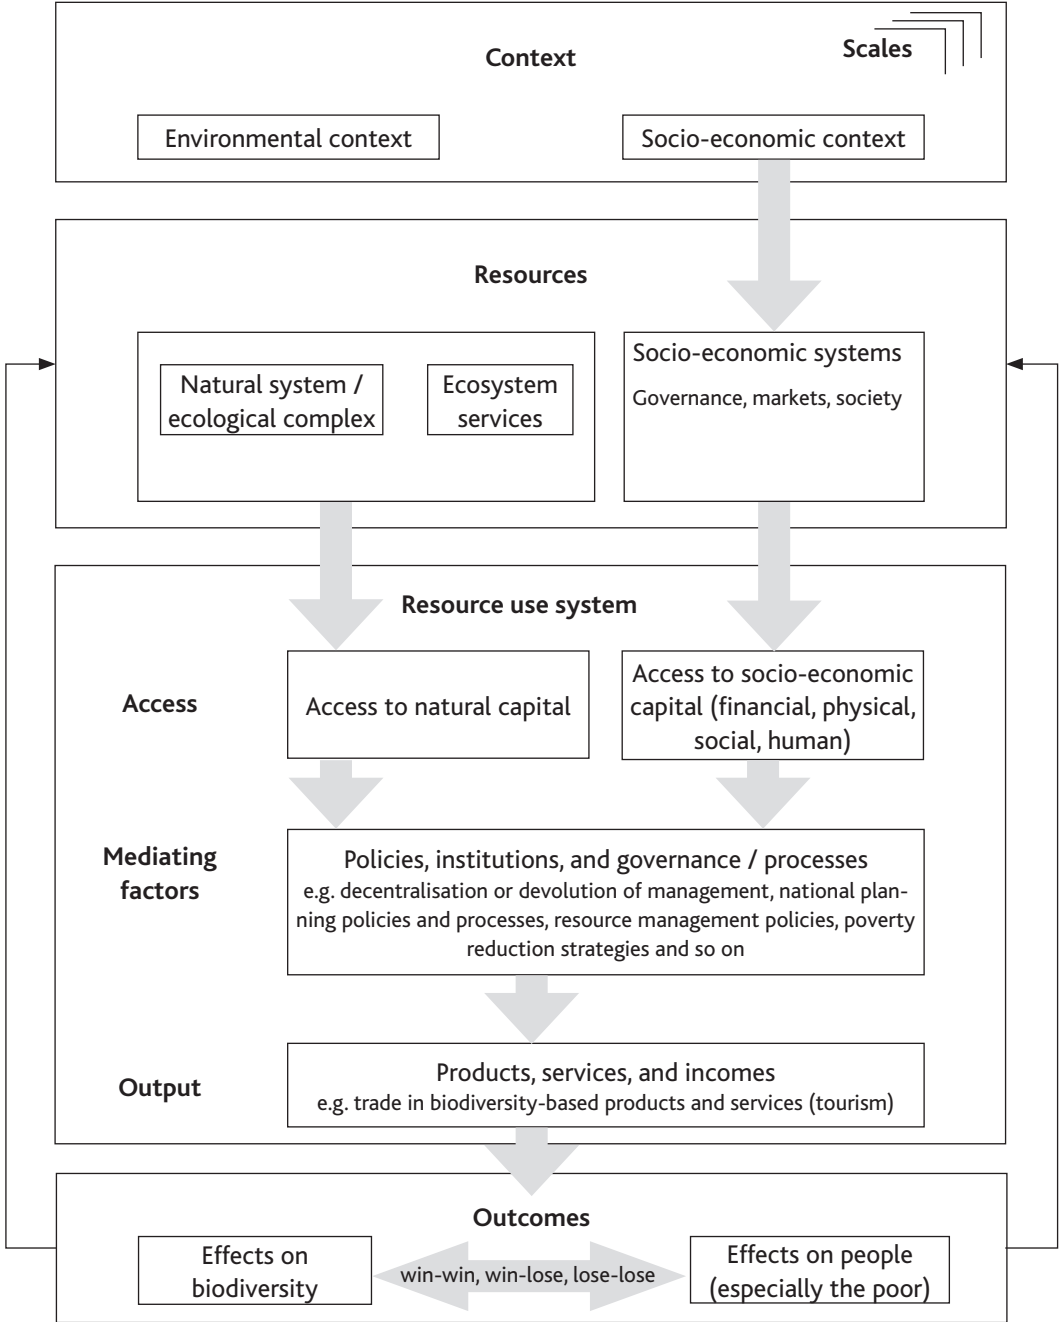 Context
Scales
Environmental context
Socio-economic context
Resources
Natural system /
ecological complex
Ecosystem
services
Socio-economic systems
Governance, markets, society
Resource use system
Access
Access to natural capital
Access to socio-economic
capital (financial, physical,
social, human)
Mediating
factors
Policies, institutions, and governance / processes
e.g. decentralisation or devolution of management, national plan-
ning policies and processes, resource management policies, poverty
reduction strategies and so on
Output
Products, services, and incomes
e.g. trade in biodiversity-based products and services (tourism)
Outcomes
Effects on
biodiversity
win-win, win-lose, lose-lose
Effects on people
(especially the poor)